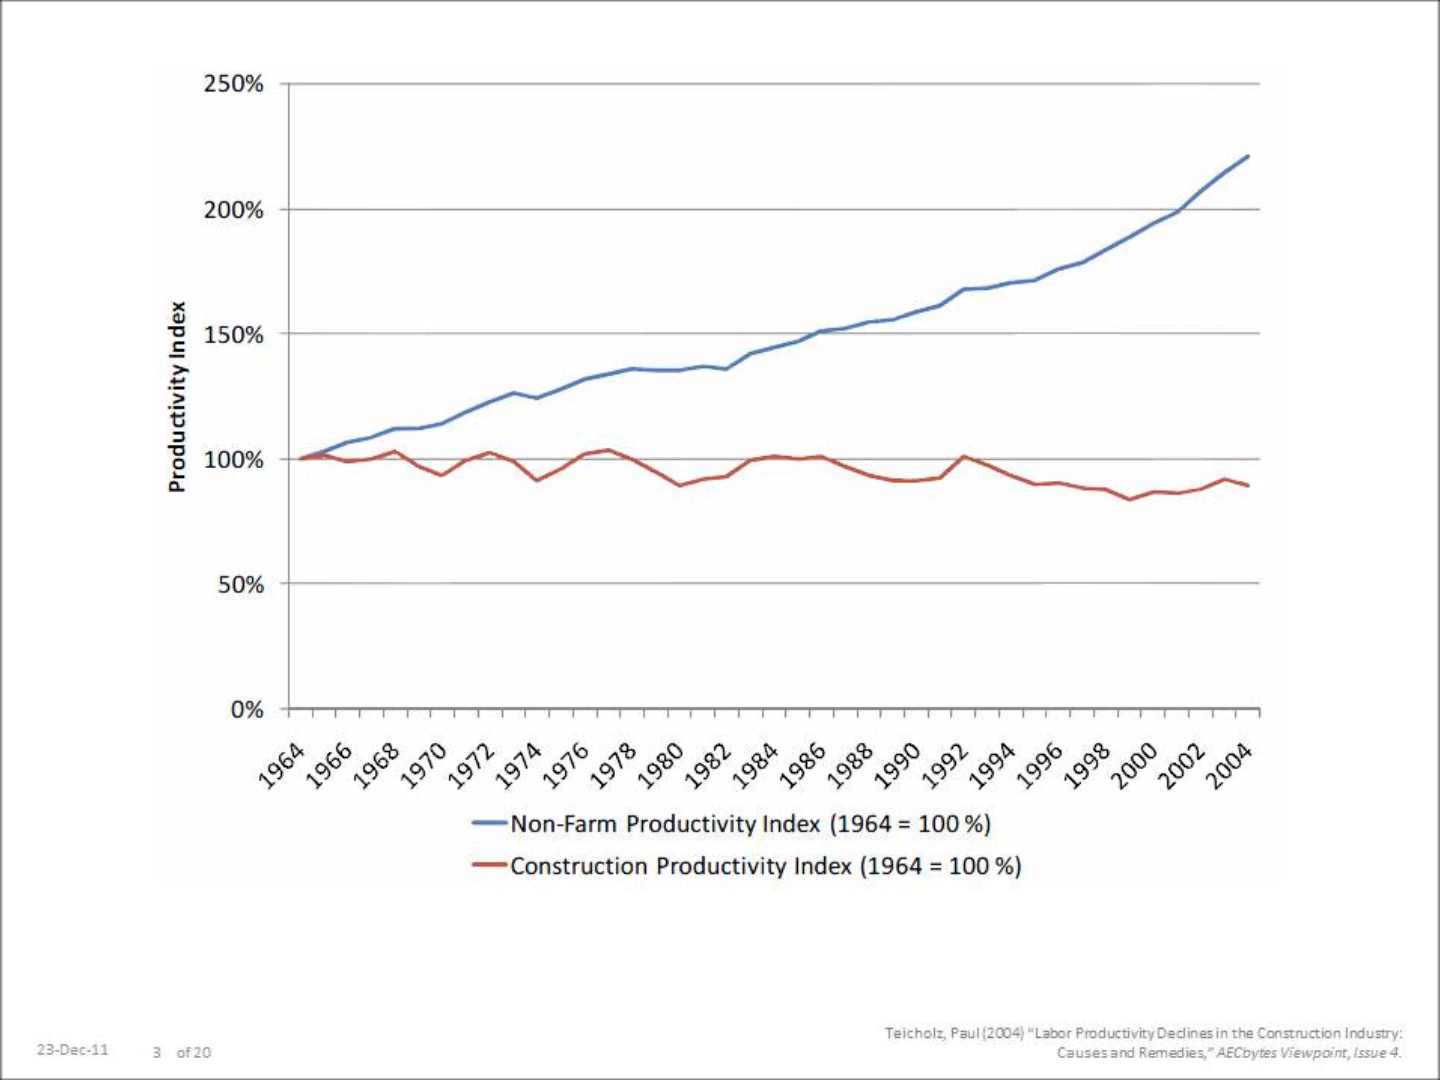 250%
200%
150%
100%
50%
0%
Productivity Index
1964 1966 1968 1970 1972 1974 1976 1978 1980 1982 1984 1986 1988 1990 1992 1994 1996 1998 2000 2002 2004
Non-Farm Productivity Index (1964 = 100 %)
Construction Productivity Index (1964 = 100 %)
23-Dec-11 3 of 20
Teicholz, Paul (2004) “Labor Productivity Declines in the Construction Industry:
Causes and Remedies,” AECbytes Viewpoint, Issue 4.